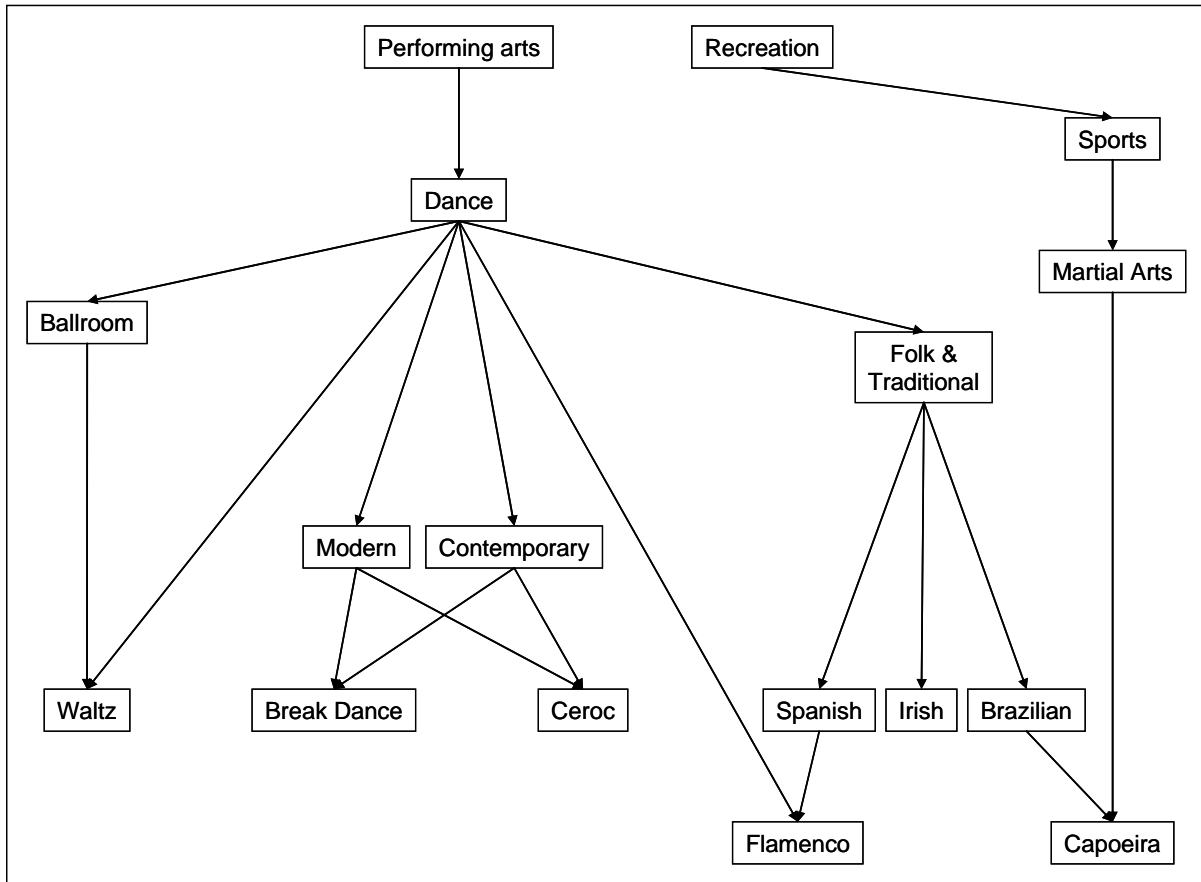 Performing arts
Recreation
Sports
Dance
Martial Arts
Ballroom
Folk &
Traditional
Modern
Contemporary
Waltz
Break Dance
Ceroc
Spanish
Irish
Brazilian
Flamenco
Capoeira